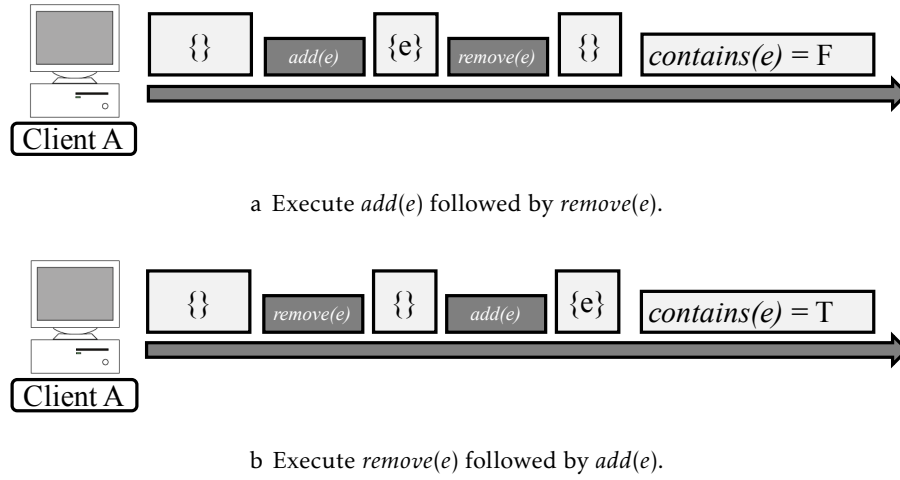 {} add(e) {e} remove(e) {} contains(e) = F
Client A
a Execute add(e) followed by remove(e).
{} remove(e) {} add(e) {e} contains(e) = T
Client A
b Execute remove(e) followed by add(e).